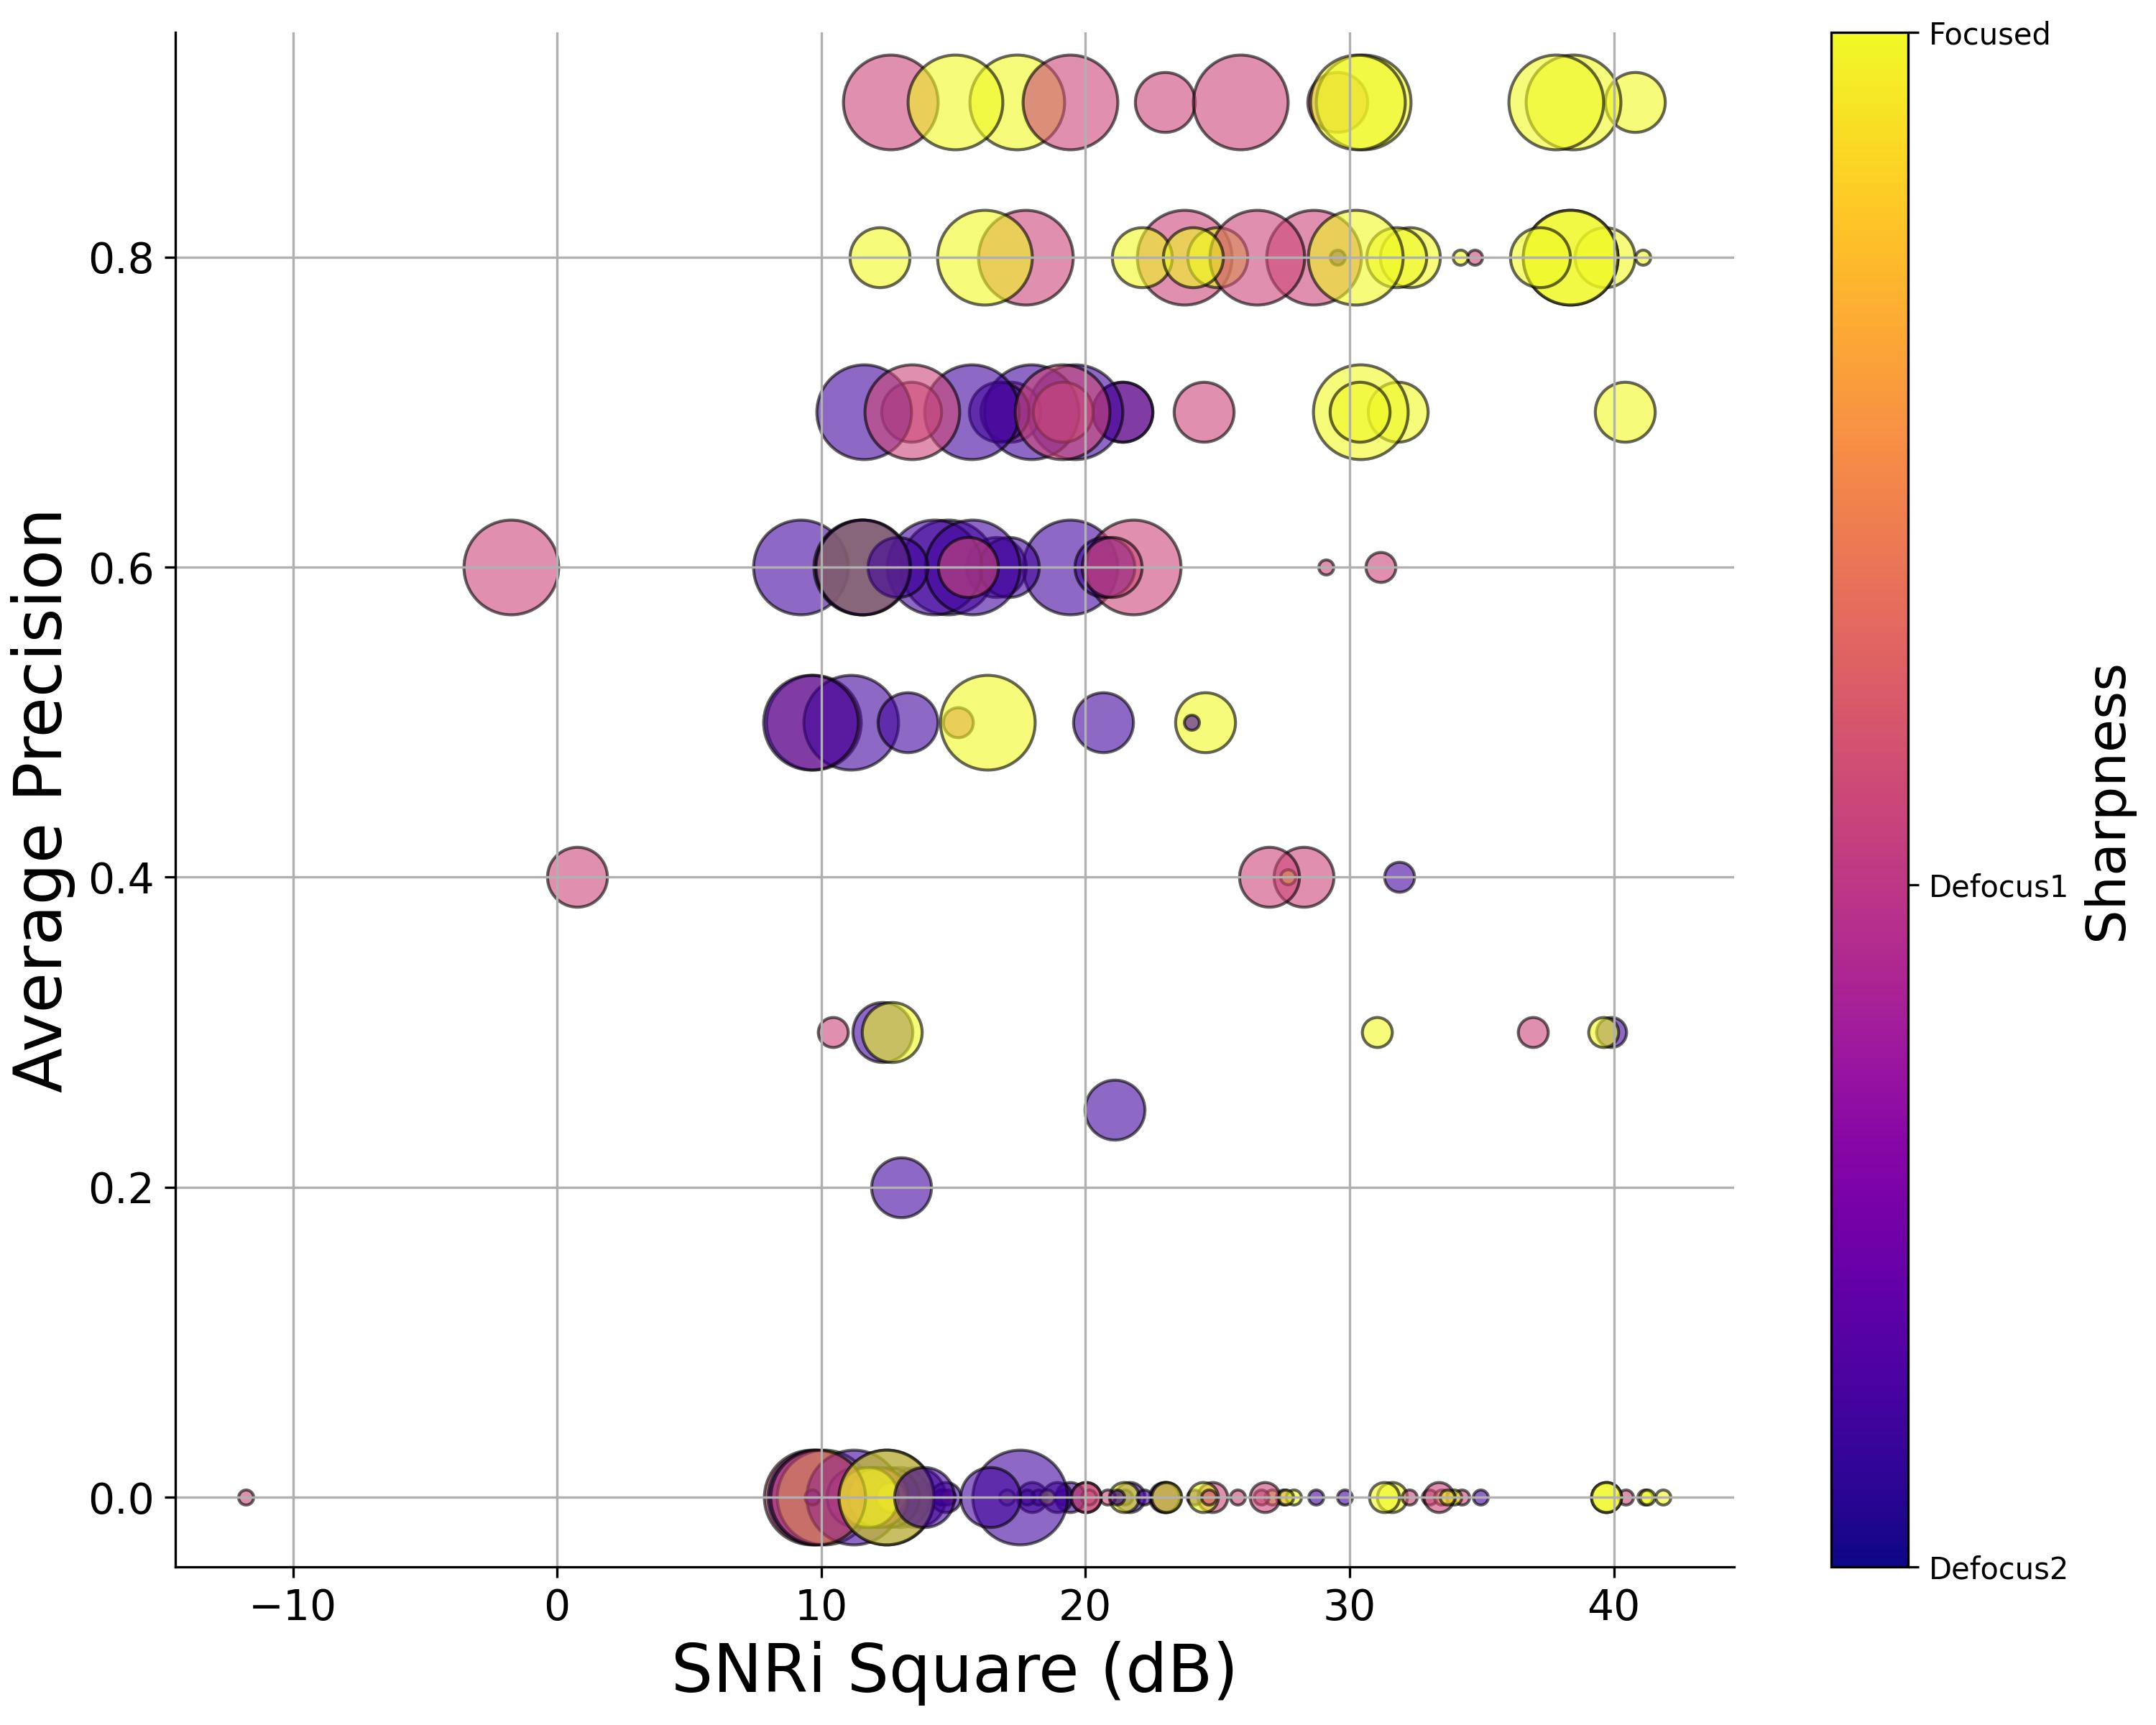 Average Precision
0.8
0.6
0.4
0.2
0.0
−10
0
10
20
30
40
SNRi Square (dB)
Focused
Defocus1
Defocus2
Sharpness